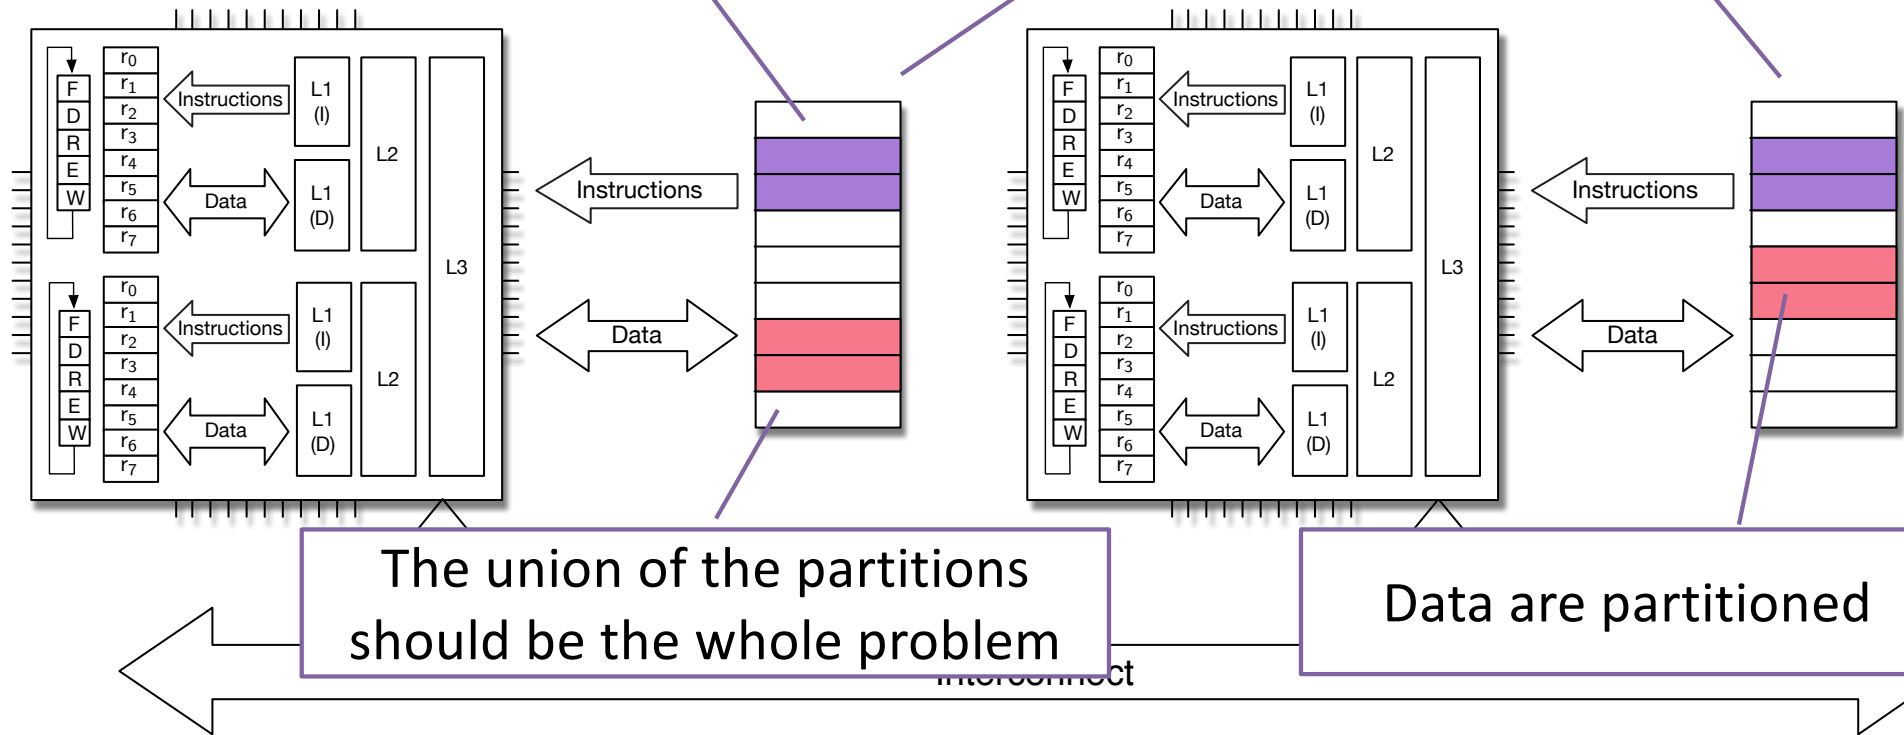 r0
r1
r2
r3
r4
r5
r6
r7
F
D
R
E
W
Instructions
Data
L1
(I)
L1
(D)
L2
L3
r0
r1
r2
r3
r4
r5
r6
r7
F
D
R
E
W
Instructions
Data
L1
(I)
L1
(D)
L2
Instructions
Data
r0
r1
r2
r3
r4
r5
r6
r7
F
D
R
E
W
Instructions
Data
L1
(I)
L1
(D)
L2
L3
r0
r1
r2
r3
r4
r5
r6
r7
F
D
R
E
W
Instructions
Data
L1
(I)
L1
(D)
L2
Instructions
Data
The union of the partitions
should be the whole problem
Data are partitioned
Interconnect